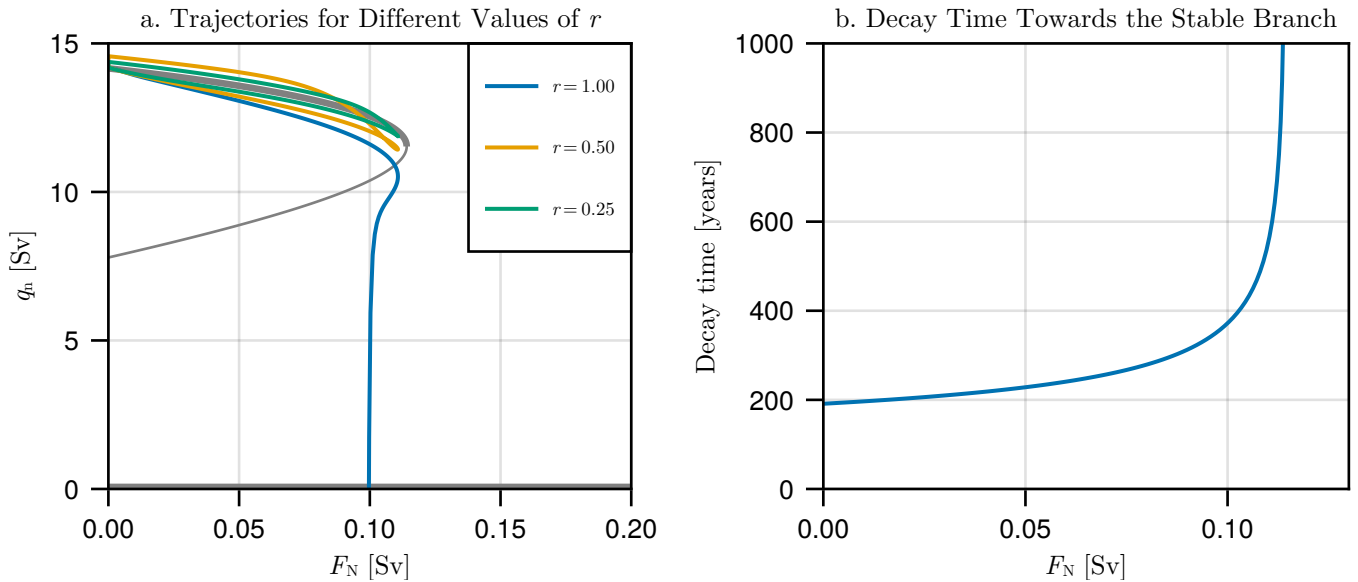 a. Trajectories for Different Values of r
15
10
5
0
qₙ [Sv]
0.00 0.05 0.10 0.15 0.20
F_N [Sv]
r = 1.00
r = 0.50
r = 0.25
b. Decay Time Towards the Stable Branch
1000
800
600
400
200
0
Decay time [years]
0.00 0.05 0.10
F_N [Sv]